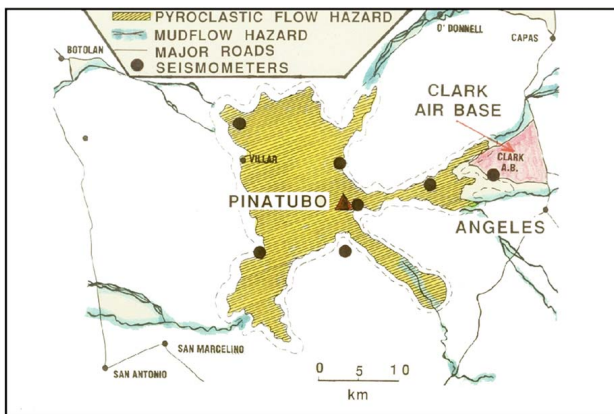 PYROCLASTIC FLOW HAZARD
MUDFLOW HAZARD
MAJOR ROADS
SEISMOMETERS
BOTOLAN
O' DONNELL
CAPAS
CLARK
AIR BASE
CLARK
A.B.
VILLAR
PINATUBO
ANGELES
SAN MARCELINO
SAN ANTONIO
0 5 10
km